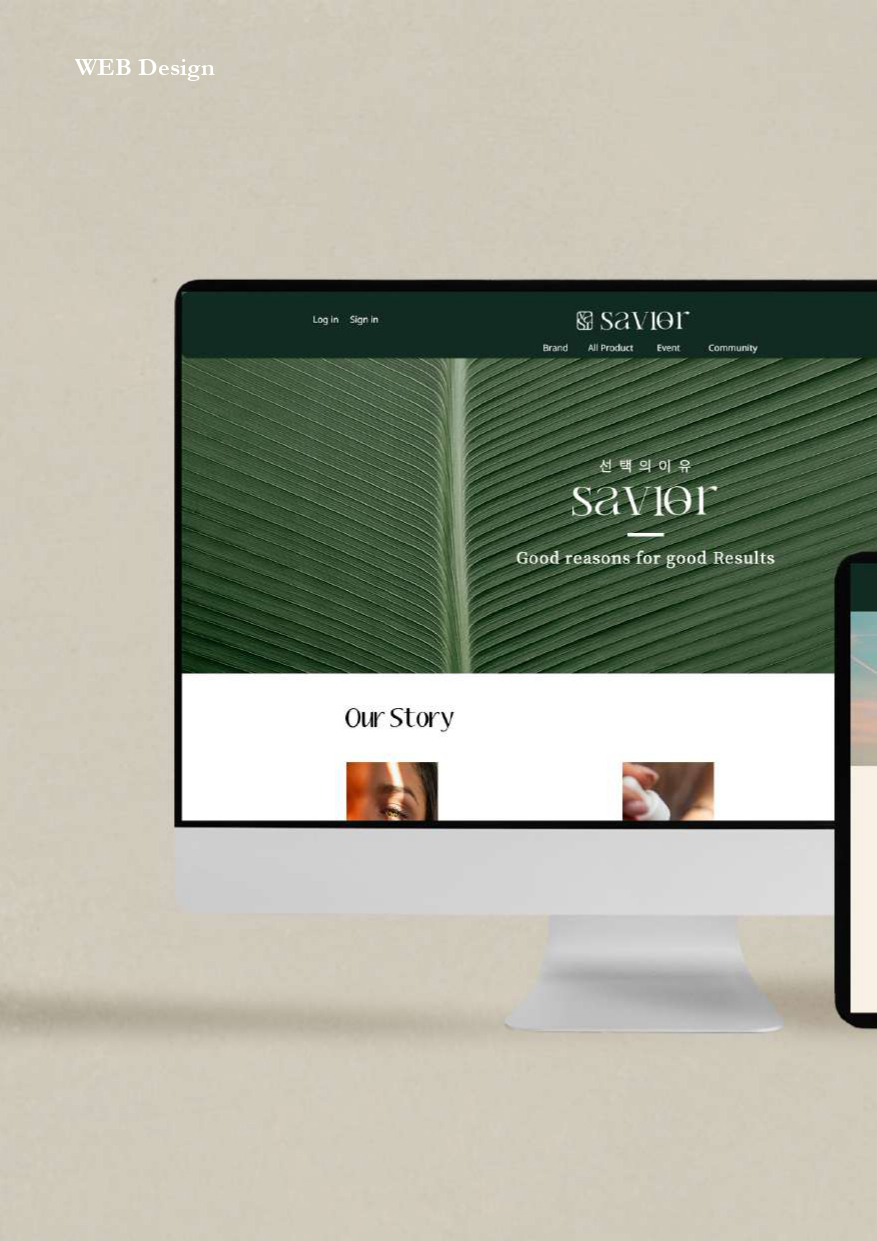 WEB Design
Log in Sign in
savior
Brand All Product Event Community
선택의이유
savior
Good reasons for good Results
Our Story